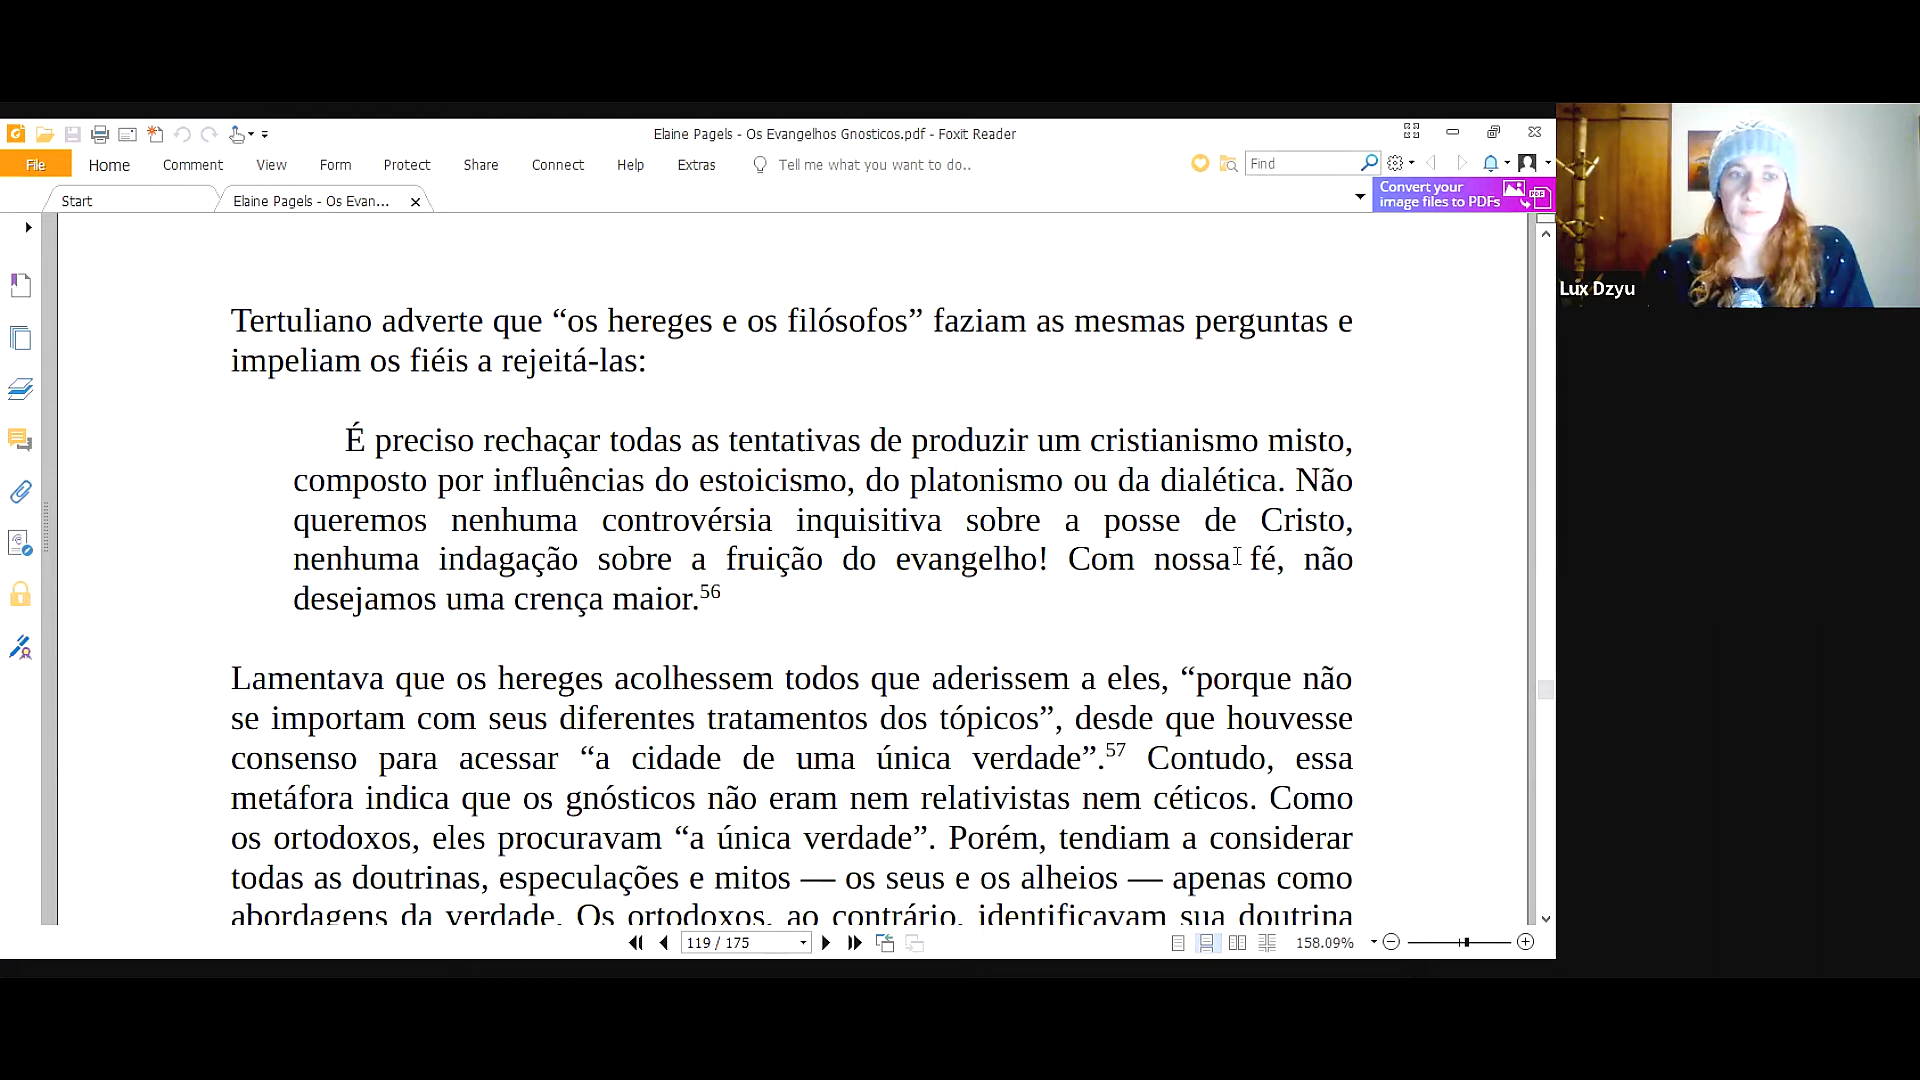 Elaine Pagels - Os Evangelhos Gnosticos.pdf - Foxit Reader
File Home Comment View Form Protect Share Connect Help Extras Tell me what you want to do.. Find
Start Elaine Pagels - Os Evan... Convert your
image files to PDFs
Tertuliano adverte que “os hereges e os filósofos” faziam as mesmas perguntas e
impeliam os fiéis a rejeitá-las:
É preciso rechaçar todas as tentativas de produzir um cristianismo misto,
composto por influências do estoicismo, do platonismo ou da dialética. Não
queremos nenhuma controvérsia inquisitiva sobre a posse de Cristo,
nenhuma indagação sobre a fruição do evangelho! Com nossa fé, não
desejamos uma crença maior.56
Lamentava que os hereges acolhessem todos que aderissem a eles, “porque não
se importam com seus diferentes tratamentos dos tópicos”, desde que houvesse
consenso para acessar “a cidade de uma única verdade”.57 Contudo, essa
metáfora indica que os gnósticos não eram nem relativistas nem céticos. Como
os ortodoxos, eles procuravam “a única verdade”. Porém, tendiam a considerar
todas as doutrinas, especulações e mitos — os seus e os alheios — apenas como
abordagens da verdade. Os ortodoxos, ao contrário, identificavam sua doutrina
119 / 175 158.09%
Lux Dzyu